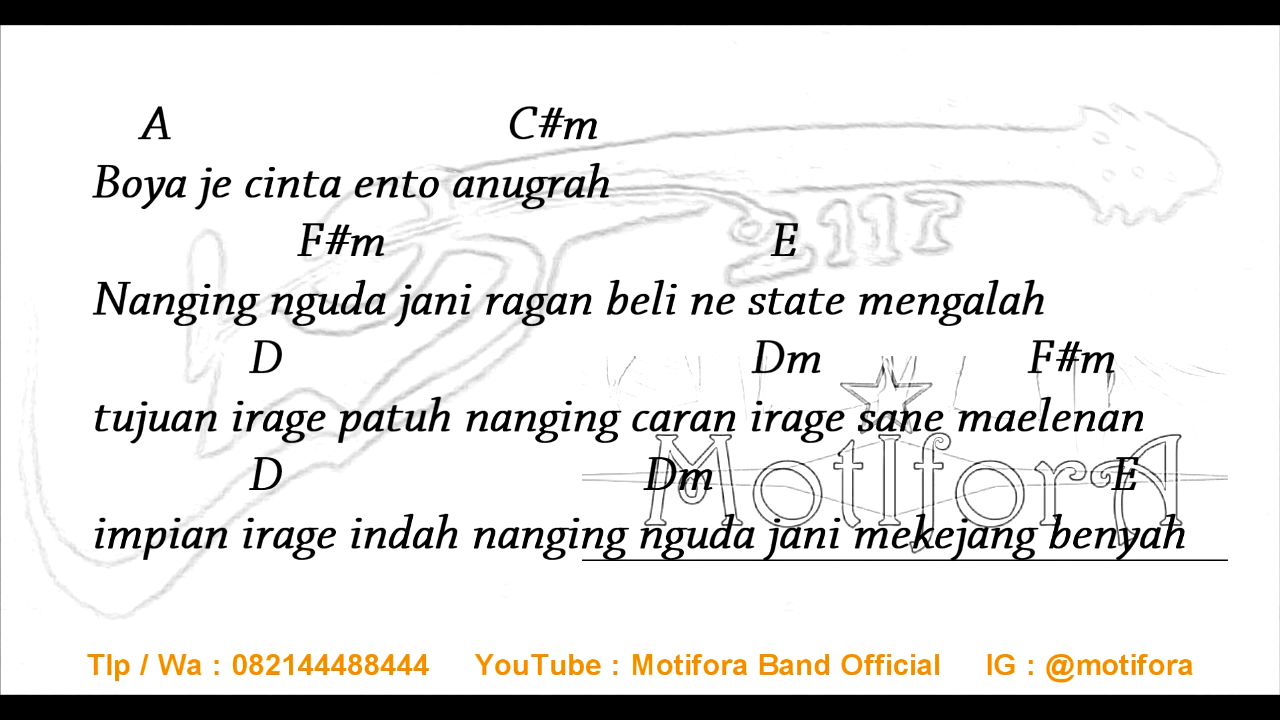 A C#m
Boya je cinta ento anugrah
F#m E
Nanging nguda jani ragan beli ne state mengalah
D Dm F#m
tujuan irage patuh nanging caran irage sane maelenan
D Dm E
impian irage indah nanging nguda jani mekejang benyah
MotIforA
Tlp / Wa : 082144488444 YouTube : Motifora Band Official IG : @motifora